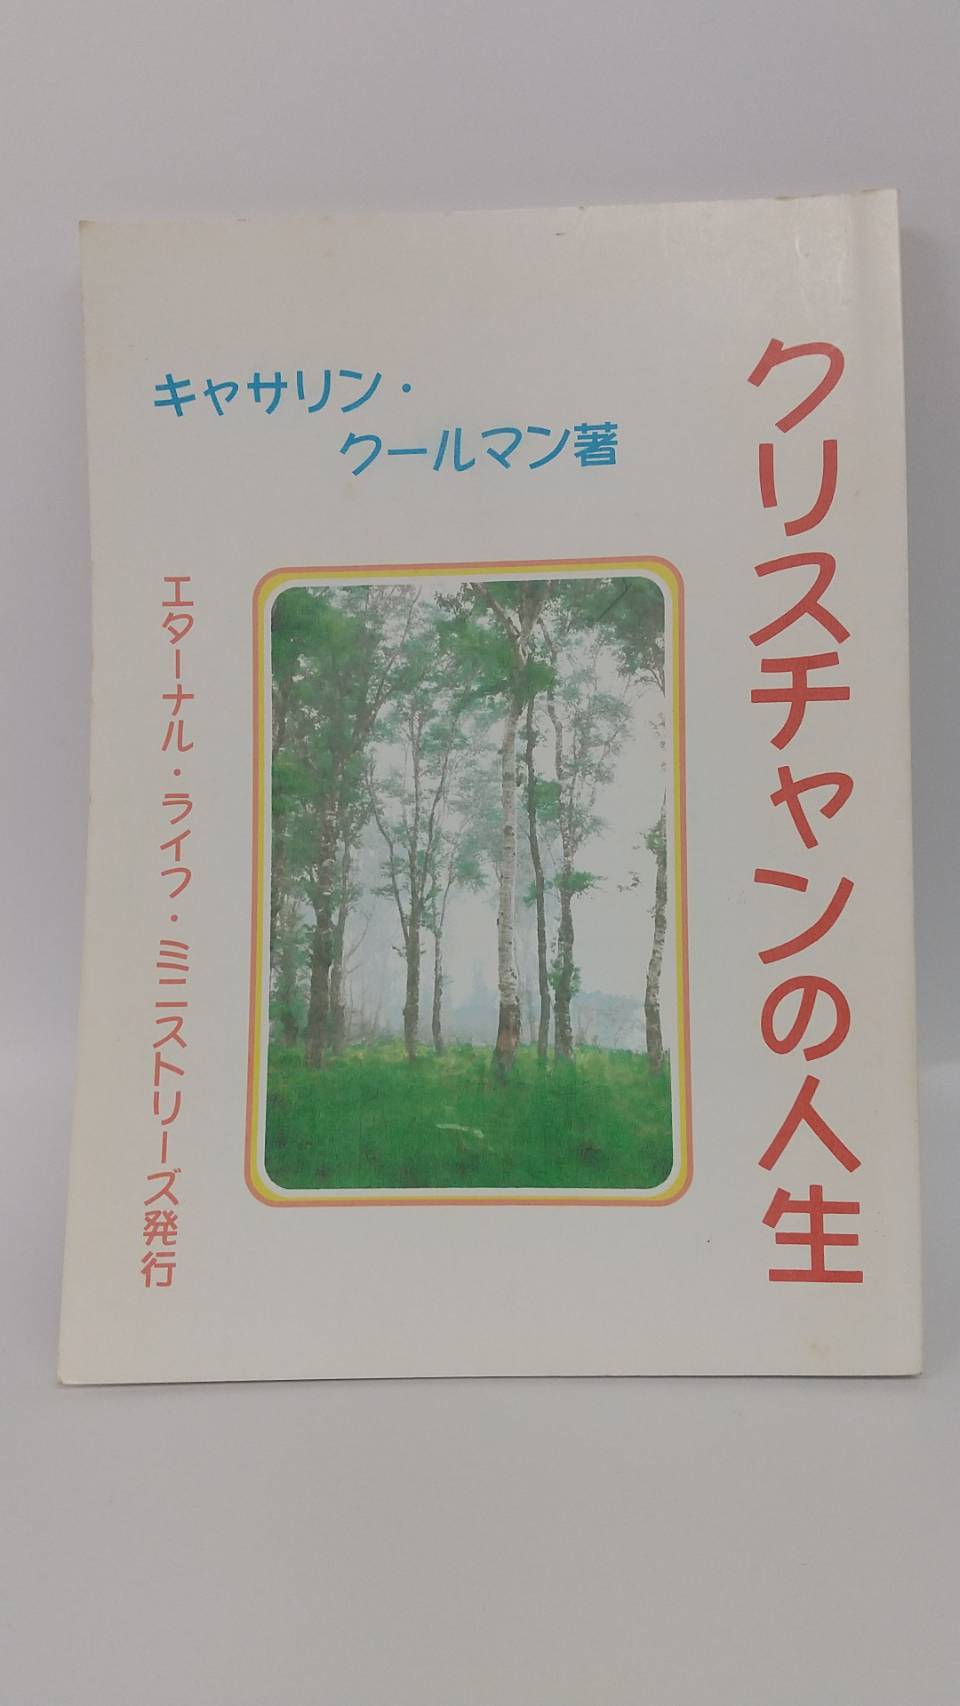 クリスチャンの人生
キャサリン・
クールマン著
エターナル・ライフ・ミニストリーズ発行